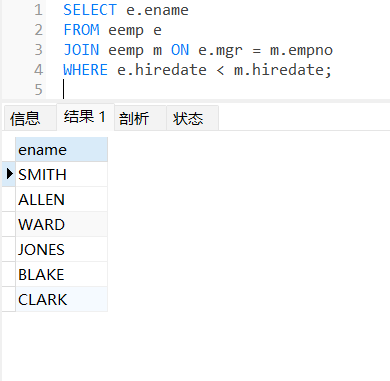 1 SELECT e.ename
2 FROM eemp e
3 JOIN eemp m ON e.mgr = m.empno
4 WHERE e.hiredate < m.hiredate;
5
信息 结果 1 剖析 状态
ename
SMITH
ALLEN
WARD
JONES
BLAKE
CLARK